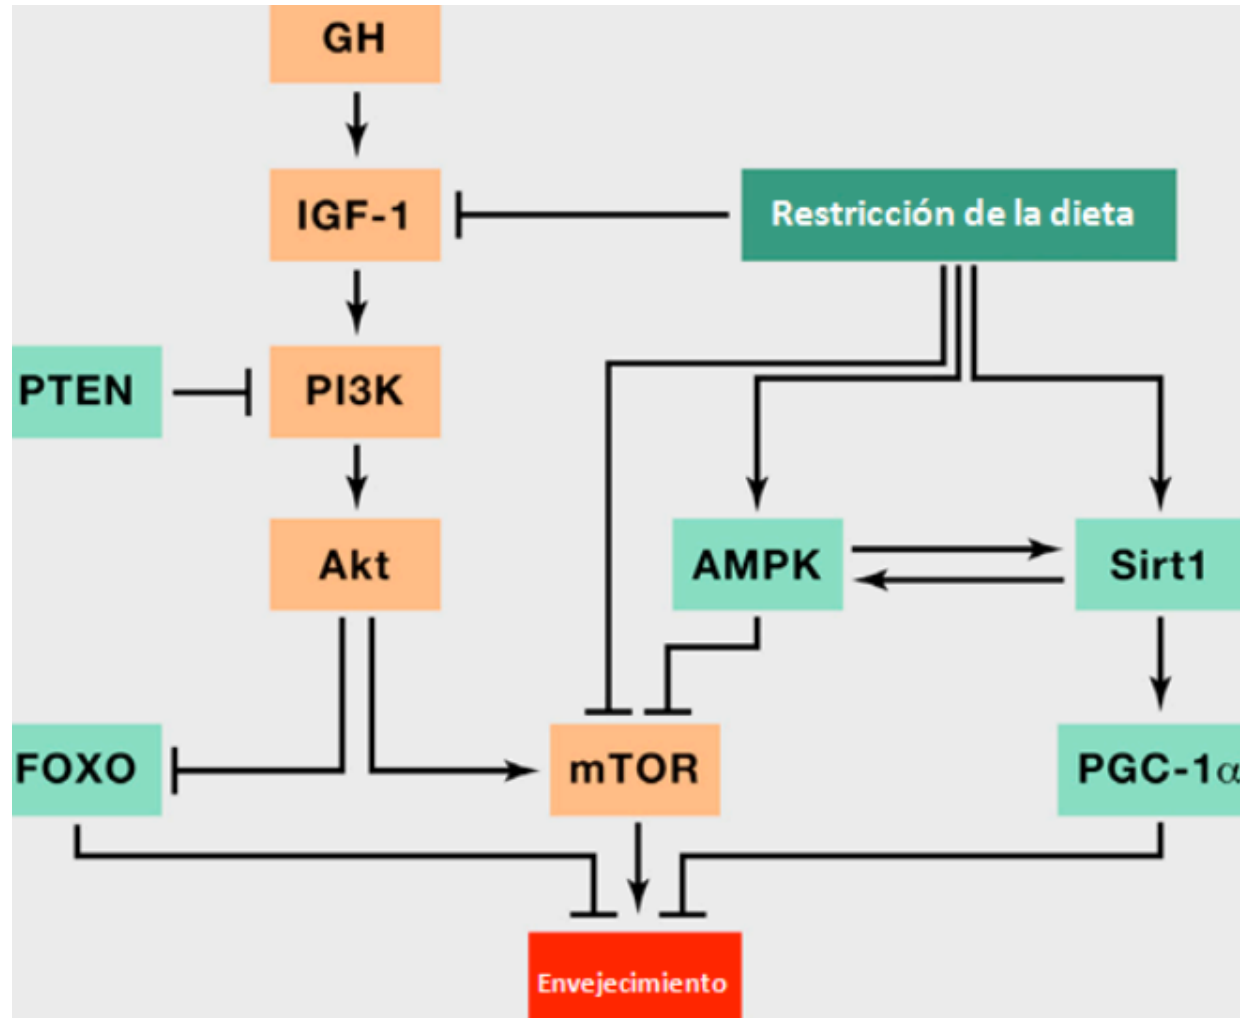 GH
IGF-1
Restricción de la dieta
PTEN
PI3K
Akt
AMPK
Sirt1
FOXO
mTOR
PGC-1α
Envejecimiento